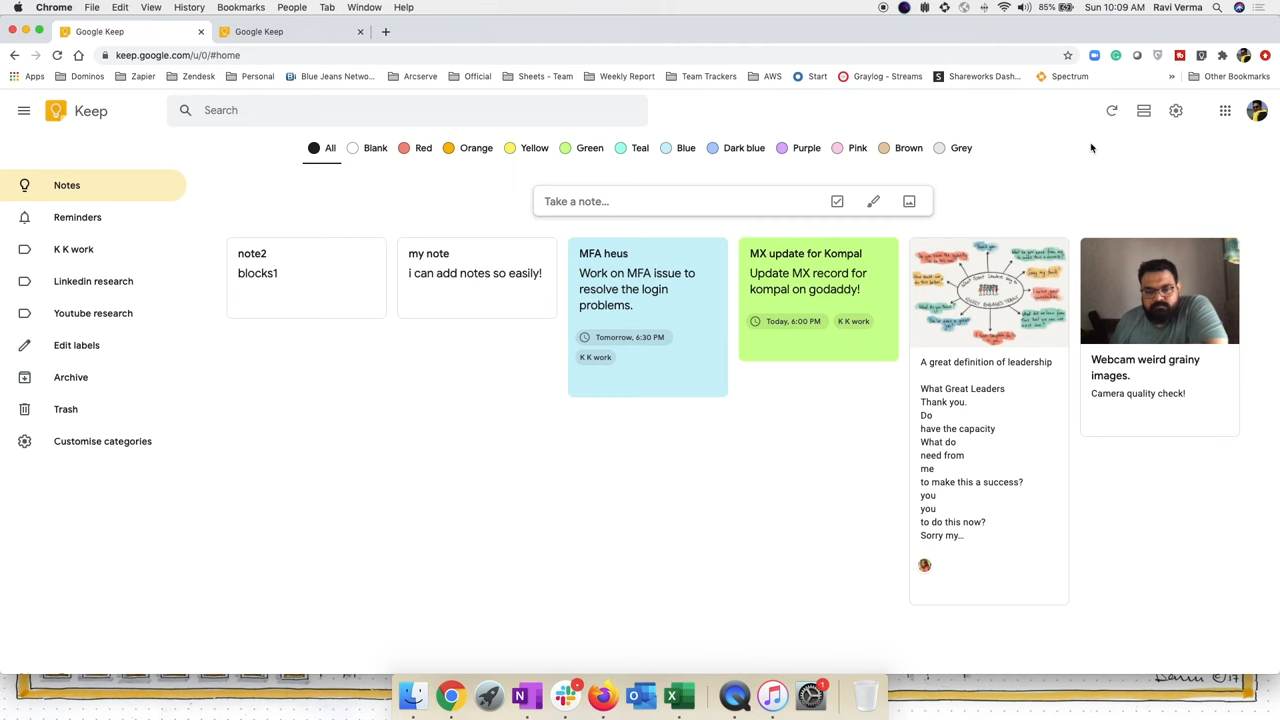 Chrome File Edit View History Bookmarks People Tab Window Help 85% Sun 10:09 AM Ravi Verma
Google Keep Google Keep
keep.google.com/u/0/#home
Apps Dominos Zapier Zendesk Personal Blue Jeans Netwo... Arcserve Official Sheets - Team Weekly Report Team Trackers AWS Start Graylog - Streams Shareworks Dash... Spectrum » Other Bookmarks
Keep Search
All Blank Red Orange Yellow Green Teal Blue Dark blue Purple Pink Brown Grey
Notes
Reminders
K K work
Linkedin research
Youtube research
Edit labels
Archive
Trash
Customise categories
Take a note...
note2
blocks1
my note
i can add notes so easily!
MFA heus
Work on MFA issue to
resolve the login
problems.
Tomorrow, 6:30 PM
K K work
MX update for Kompal
Update MX record for
kompal on godaddy!
Today, 6:00 PM K K work
A great definition of leadership
What Great Leaders
Thank you.
Do
have the capacity
What do
need from
me
to make this a success?
you
you
to do this now?
Sorry my...
Webcam weird grainy
images.
Camera quality check!